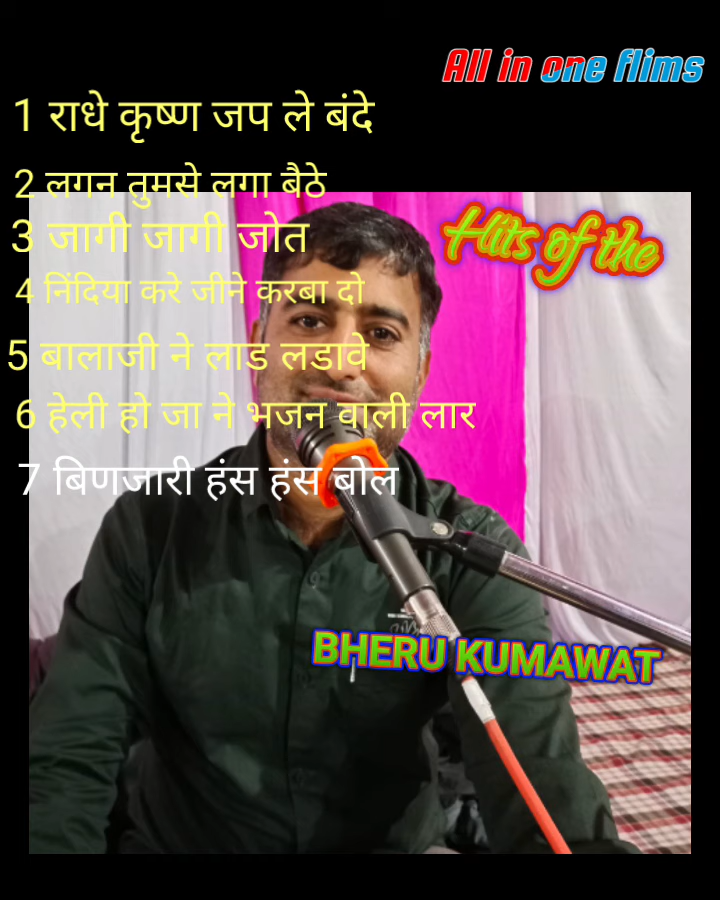 All in one flims
1 राधे कृष्ण जप ले बंदे
2 लगन तुमसे लगा बैठे
3 जागी जागी जोत
Hits of the
4 निंदिया करे जीने करबा दो
5 बालाजी ने लाड लडावे
6 हेली हो जा ने भजन वाली लार
7 बिणजारी हंस हंस बोल
BHERU KUMAWAT